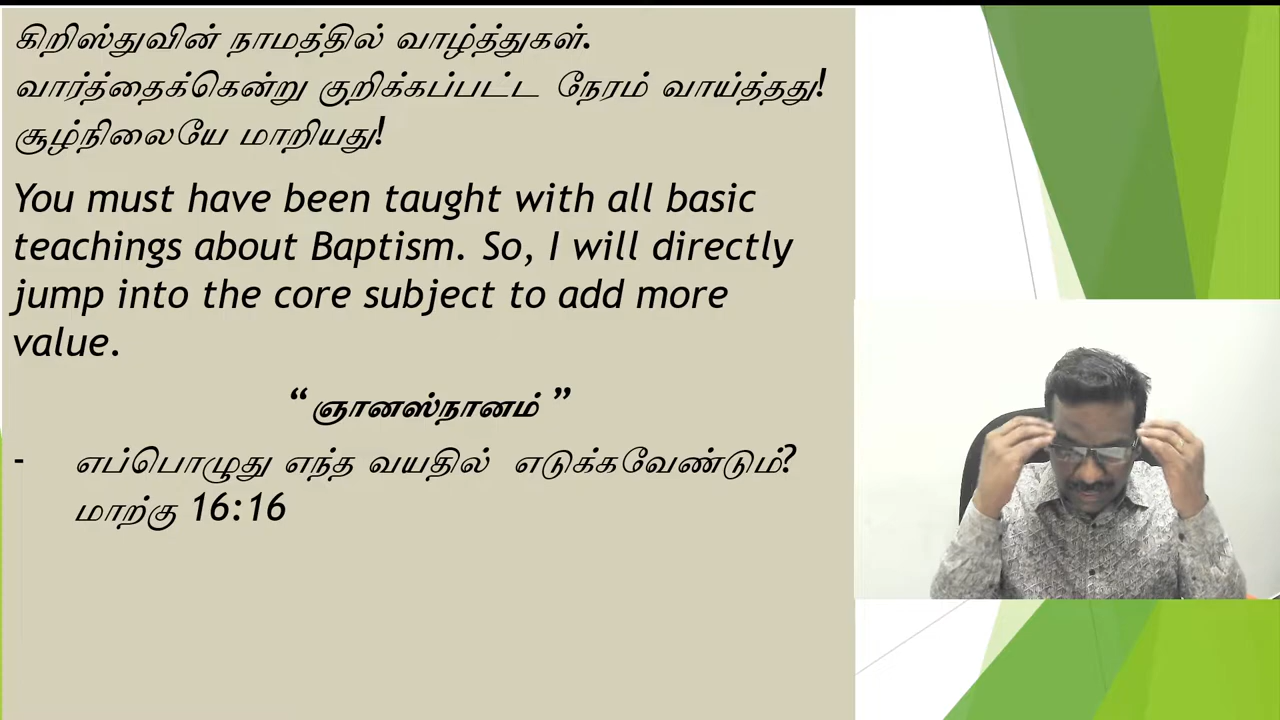 கிறிஸ்துவின் நாமத்தில் வாழ்த்துகள்.
வார்த்தைக்கென்று குறிக்கப்பட்ட நேரம் வாய்த்தது!
சூழ்நிலையே மாறியது!
You must have been taught with all basic
teachings about Baptism. So, I will directly
jump into the core subject to add more
value.
“ ஞானஸ்நானம் ”
- எப்பொழுது எந்த வயதில் எடுக்கவேண்டும்?
மாற்கு 16:16